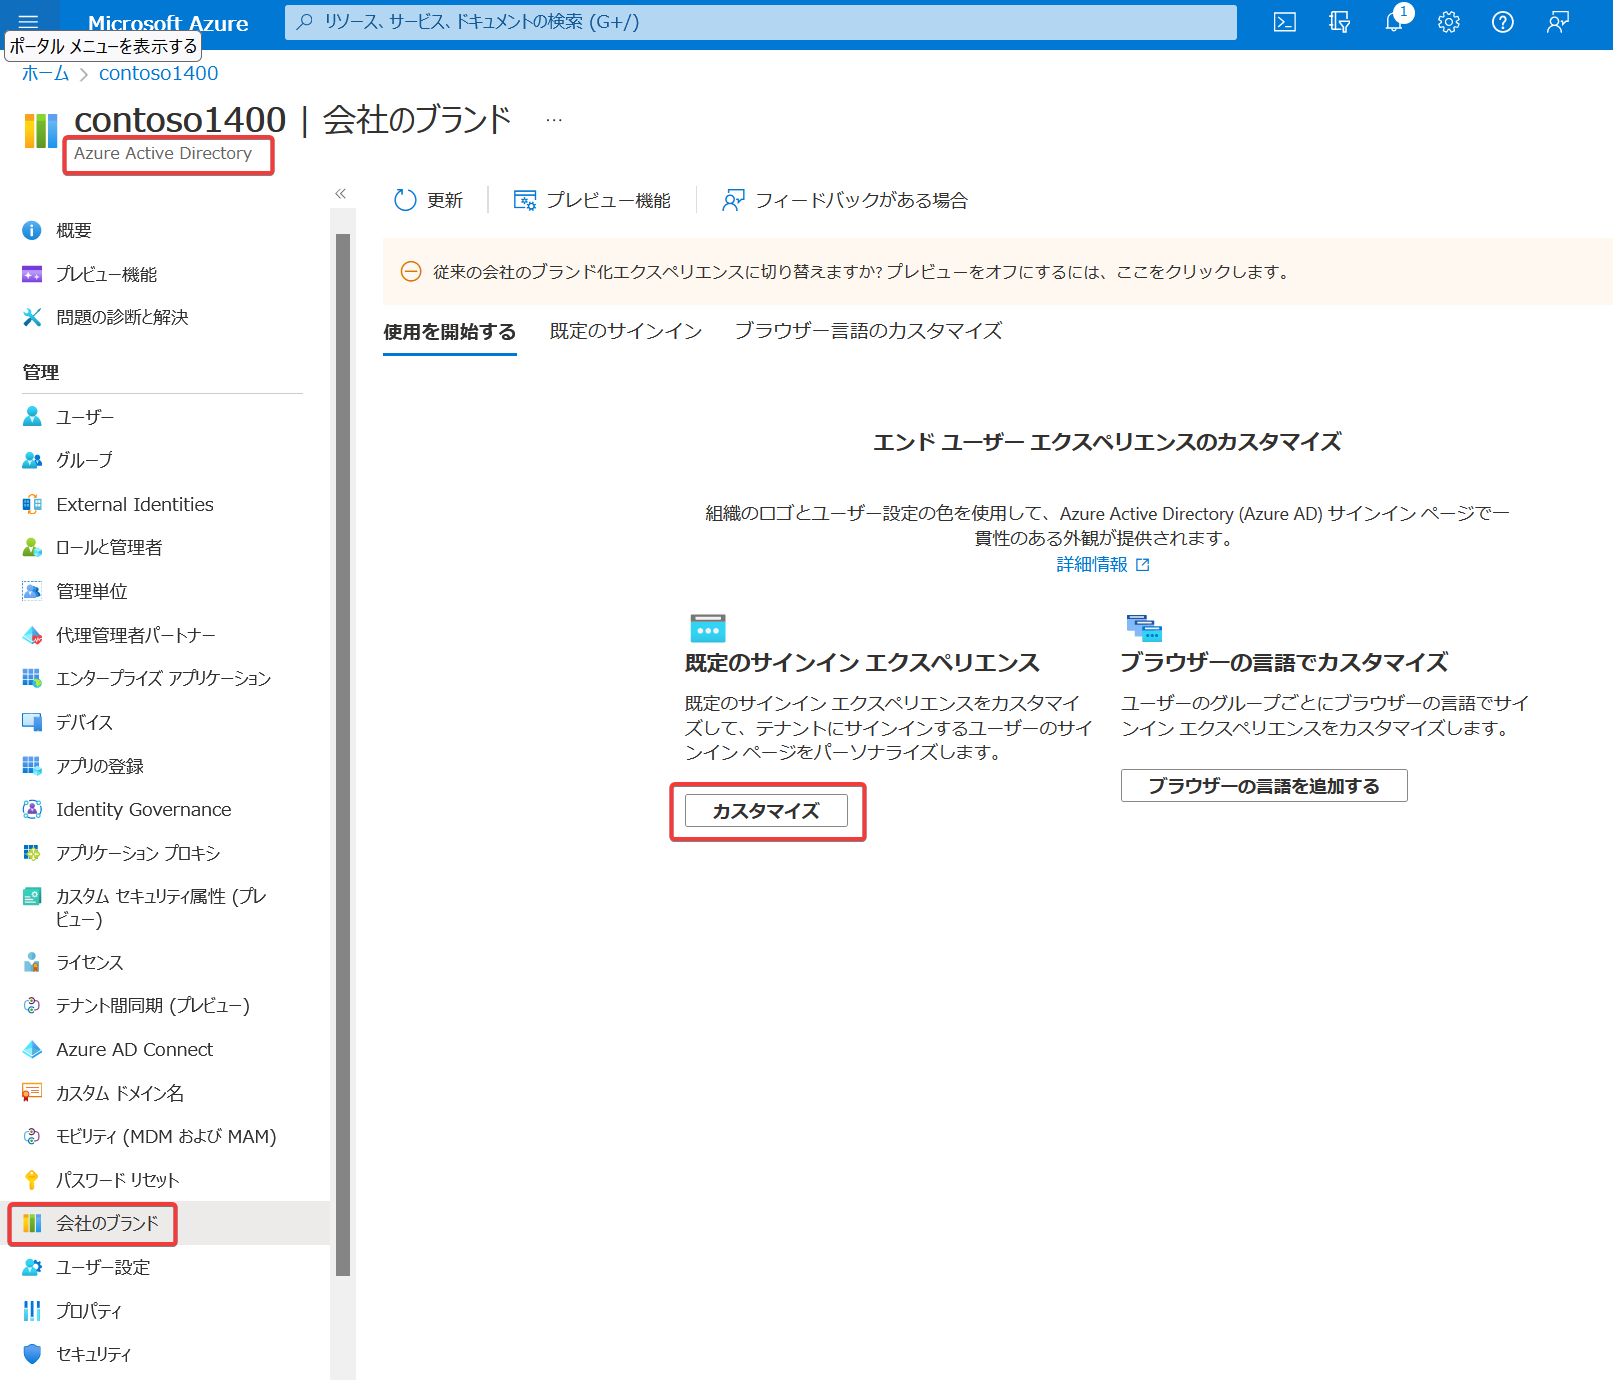 Microsoft Azure
リソース、サービス、ドキュメントの検索 (G+/)
1
ポータル メニューを表示する
ホーム > contoso1400
contoso1400 | 会社のブランド ...
Azure Active Directory
«
更新
プレビュー機能
フィードバックがある場合
概要
プレビュー機能
問題の診断と解決
管理
ユーザー
グループ
External Identities
ロールと管理者
管理単位
代理管理者パートナー
エンタープライズ アプリケーション
デバイス
アプリの登録
Identity Governance
アプリケーション プロキシ
カスタム セキュリティ属性 (プレ
ビュー)
ライセンス
テナント間同期 (プレビュー)
Azure AD Connect
カスタム ドメイン名
モビリティ (MDM および MAM)
パスワード リセット
会社のブランド
ユーザー設定
プロパティ
セキュリティ
従来の会社のブランド化エクスペリエンスに切り替えますか? プレビューをオフにするには、ここをクリックします。
使用を開始する
既定のサインイン
ブラウザー言語のカスタマイズ
エンド ユーザー エクスペリエンスのカスタマイズ
組織のロゴとユーザー設定の色を使用して、Azure Active Directory (Azure AD) サインイン ページで一
貫性のある外観が提供されます。
詳細情報
既定のサインイン エクスペリエンス
既定のサインイン エクスペリエンスをカスタマイ
ズして、テナントにサインインするユーザーのサイ
ンイン ページをパーソナライズします。
カスタマイズ
ブラウザーの言語でカスタマイズ
ユーザーのグループごとにブラウザーの言語でサイ
ンイン エクスペリエンスをカスタマイズします。
ブラウザーの言語を追加する